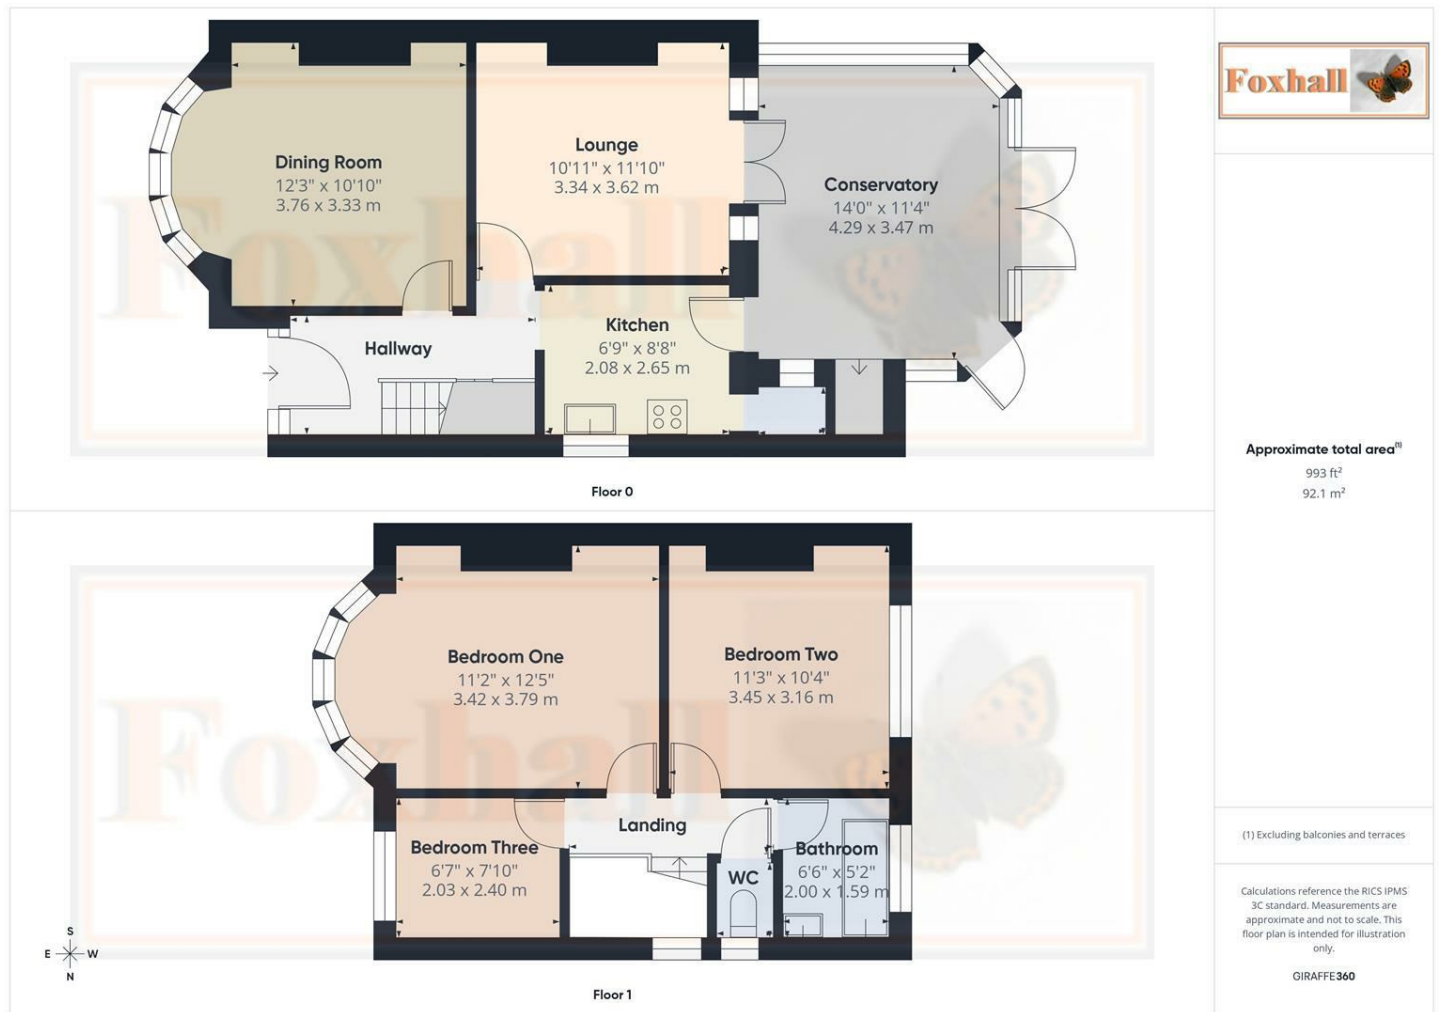 Dining Room
12'3" x 10'10"
3.76 x 3.33 m
Lounge
10'11" x 11'10"
3.34 x 3.62 m
Conservatory
14'0" x 11'4"
4.29 x 3.47 m
Hallway
Kitchen
6'9" x 8'8"
2.08 x 2.65 m
Foxhall
Floor 0
Bedroom One
11'2" x 12'5"
3.42 x 3.79 m
Bedroom Two
11'3" x 10'4"
3.45 x 3.16 m
Foxhall
Landing
Bedroom Three
6'7" x 7'10"
2.03 x 2.40 m
WC
Bathroom
6'6" x 5'2"
2.00 x 1.59 m
S
E W
N
Floor 1
Foxhall
Approximate total area(1)
993 ft²
92.1 m²
(1) Excluding balconies and terraces
Calculations reference the RICS IPMS
3C standard. Measurements are
approximate and not to scale. This
floor plan is intended for illustration
only.
GIRAFFE360